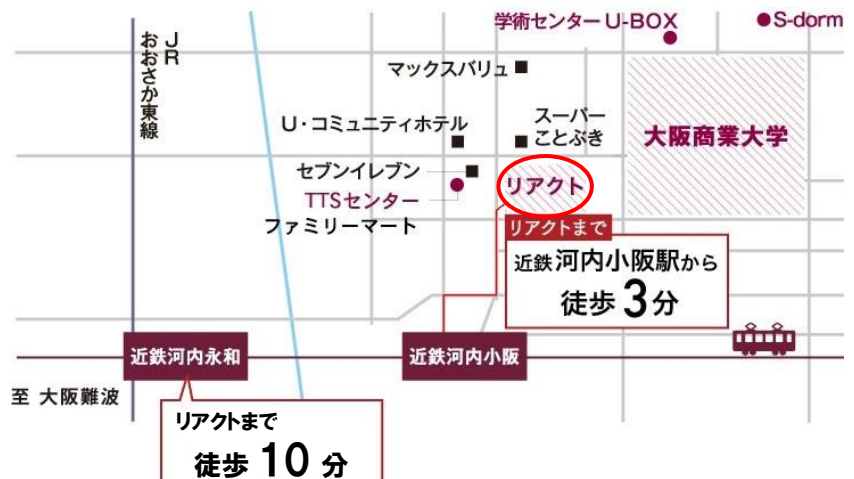 学術センター U-BOX
S-dorm
JR
おおさか東線
マックスバリュ
U・コミュニティホテル
スーパー
ことぶき
大阪商業大学
セブンイレブン
リアクト
TTSセンター
ファミリーマート
リアクトまで
近鉄河内小阪駅から
徒歩3分
近鉄河内永和
近鉄河内小阪
至 大阪難波
リアクトまで
徒歩 10 分